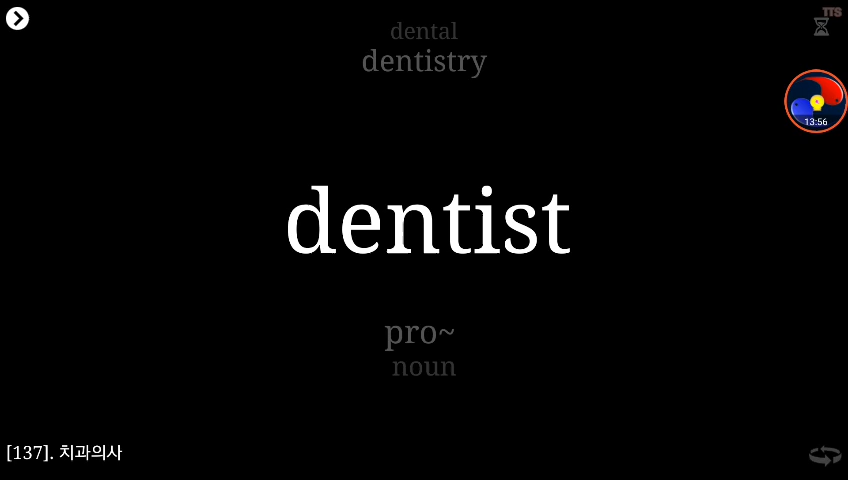 TTS
dental
dentistry
13:56
dentist
pro~
noun
[137]. 치과의사